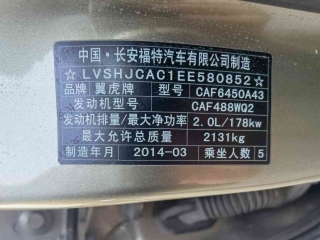 中国·长安福特汽车有限公司制造
☆LVSHJCAC1EE580852☆
品牌 翼虎牌 型号 CAF6450A43
发动机型号 CAF488WQ2
发动机排量/最大净功率 2.0L/178kw
最大允许总质量 2131kg
制造年月 2014-03 乘坐人数 5